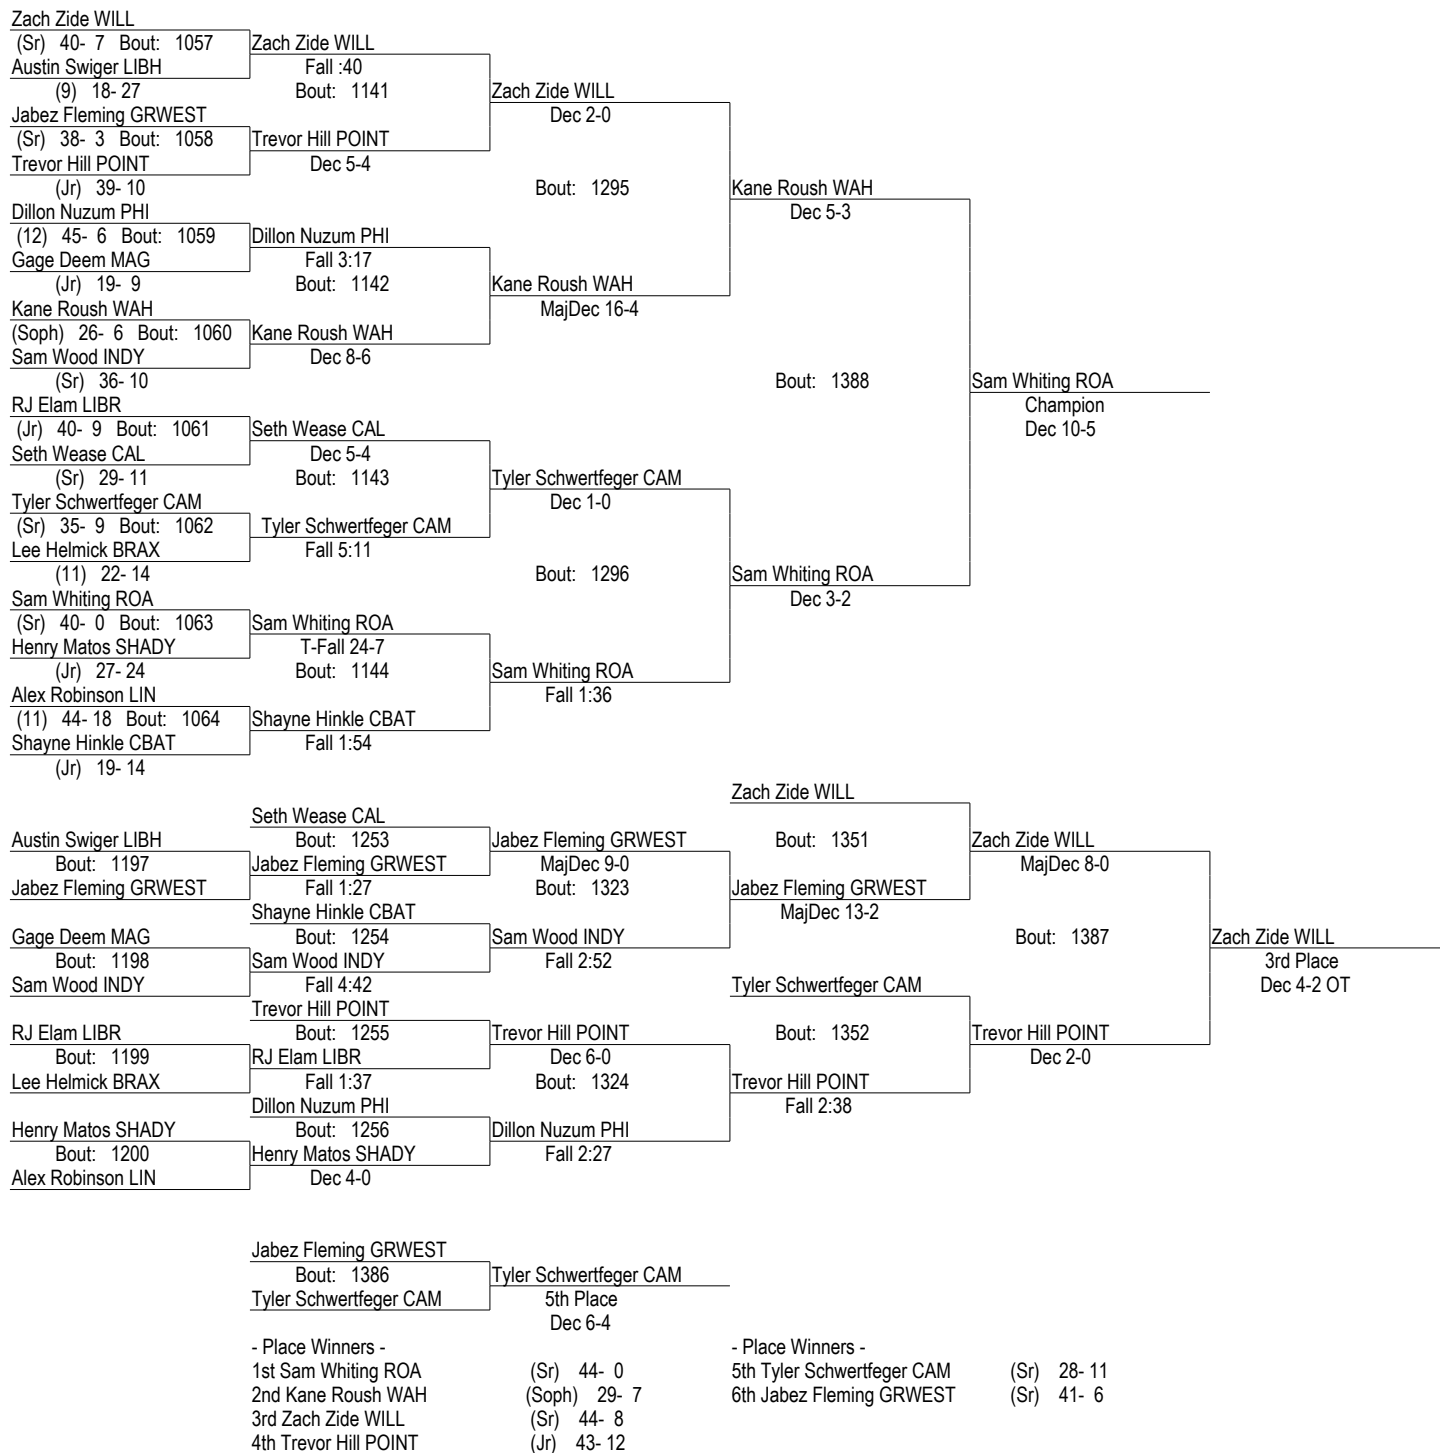 Zach Zide WILL
(Sr) 40- 7 Bout: 1057
Austin Swiger LIBH
(9) 18- 27
Jabez Fleming GRWEST
(Sr) 38- 3 Bout: 1058
Trevor Hill POINT
(Jr) 39- 10
Dillon Nuzum PHI
(12) 45- 6 Bout: 1059
Gage Deem MAG
(Jr) 19- 9
Kane Roush WAH
(Soph) 26- 6 Bout: 1060
Sam Wood INDY
(Sr) 36- 10
RJ Elam LIBR
(Jr) 40- 9 Bout: 1061
Seth Wease CAL
(Sr) 29- 11
Tyler Schwertfeger CAM
(Sr) 35- 9 Bout: 1062
Lee Helmick BRAX
(11) 22- 14
Sam Whiting ROA
(Sr) 40- 0 Bout: 1063
Henry Matos SHADY
(Jr) 27- 24
Alex Robinson LIN
(11) 44- 18 Bout: 1064
Shayne Hinkle CBAT
(Jr) 19- 14
Zach Zide WILL
Fall :40
Bout: 1141
Trevor Hill POINT
Dec 5-4
Dillon Nuzum PHI
Fall 3:17
Bout: 1142
Kane Roush WAH
Dec 8-6
Seth Wease CAL
Dec 5-4
Bout: 1143
Tyler Schwertfeger CAM
Fall 5:11
Sam Whiting ROA
T-Fall 24-7
Bout: 1144
Shayne Hinkle CBAT
Fall 1:54
Zach Zide WILL
Dec 2-0
Bout: 1295
Kane Roush WAH
MajDec 16-4
Tyler Schwertfeger CAM
Dec 1-0
Bout: 1296
Sam Whiting ROA
Fall 1:36
Kane Roush WAH
Dec 5-3
Bout: 1388
Sam Whiting ROA
Dec 3-2
Sam Whiting ROA
Champion
Dec 10-5
Austin Swiger LIBH
Bout: 1197
Jabez Fleming GRWEST
Gage Deem MAG
Bout: 1198
Sam Wood INDY
RJ Elam LIBR
Bout: 1199
Lee Helmick BRAX
Henry Matos SHADY
Bout: 1200
Alex Robinson LIN
Seth Wease CAL
Bout: 1253
Jabez Fleming GRWEST
Fall 1:27
Shayne Hinkle CBAT
Bout: 1254
Sam Wood INDY
Fall 4:42
Trevor Hill POINT
Bout: 1255
RJ Elam LIBR
Fall 1:37
Dillon Nuzum PHI
Bout: 1256
Henry Matos SHADY
Dec 4-0
Jabez Fleming GRWEST
MajDec 9-0
Bout: 1323
Sam Wood INDY
Fall 2:52
Trevor Hill POINT
Dec 6-0
Bout: 1324
Dillon Nuzum PHI
Fall 2:27
Zach Zide WILL
Bout: 1351
Jabez Fleming GRWEST
MajDec 13-2
Tyler Schwertfeger CAM
Bout: 1352
Trevor Hill POINT
Fall 2:38
Zach Zide WILL
MajDec 8-0
Bout: 1387
Trevor Hill POINT
Dec 2-0
Zach Zide WILL
3rd Place
Dec 4-2 OT
Jabez Fleming GRWEST
Bout: 1386
Tyler Schwertfeger CAM
Tyler Schwertfeger CAM
5th Place
Dec 6-4
- Place Winners -
1st Sam Whiting ROA (Sr) 44- 0
2nd Kane Roush WAH (Soph) 29- 7
3rd Zach Zide WILL (Sr) 44- 8
4th Trevor Hill POINT (Jr) 43- 12
- Place Winners -
5th Tyler Schwertfeger CAM (Sr) 28- 11
6th Jabez Fleming GRWEST (Sr) 41- 6